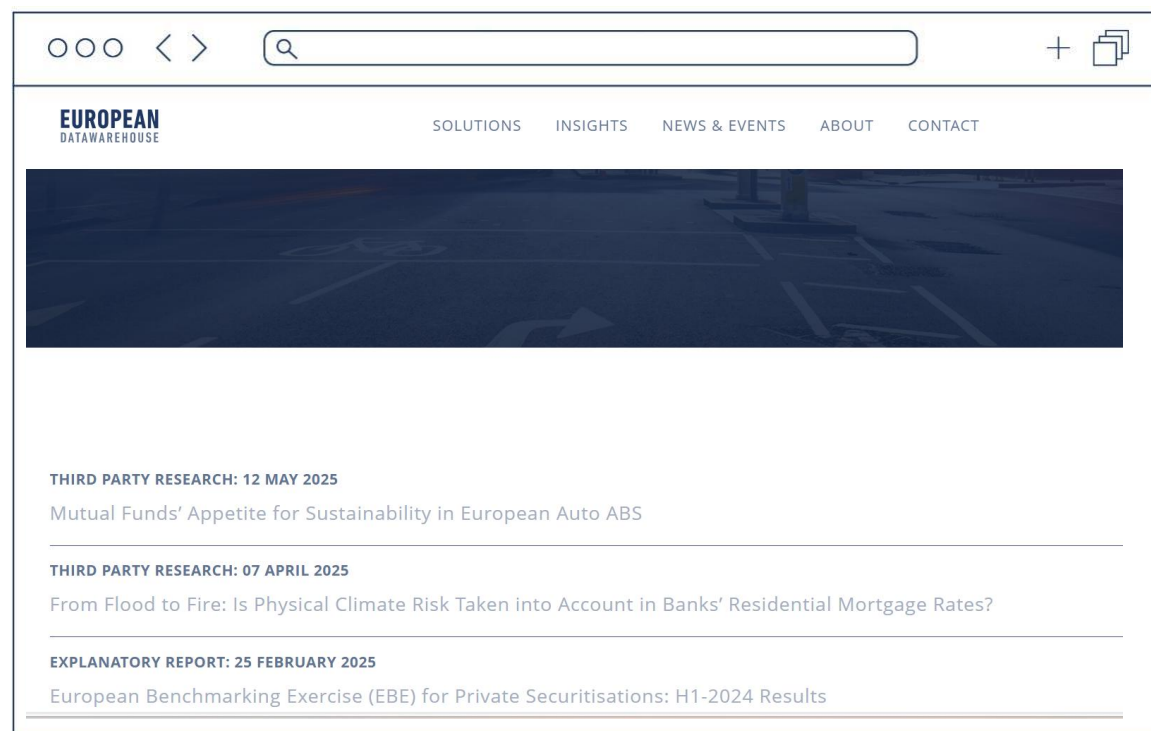 EUROPEAN
DATAWAREHOUSE
SOLUTIONS INSIGHTS NEWS & EVENTS ABOUT CONTACT
THIRD PARTY RESEARCH: 12 MAY 2025
Mutual Funds’ Appetite for Sustainability in European Auto ABS
THIRD PARTY RESEARCH: 07 APRIL 2025
From Flood to Fire: Is Physical Climate Risk Taken into Account in Banks’ Residential Mortgage Rates?
EXPLANATORY REPORT: 25 FEBRUARY 2025
European Benchmarking Exercise (EBE) for Private Securitisations: H1-2024 Results